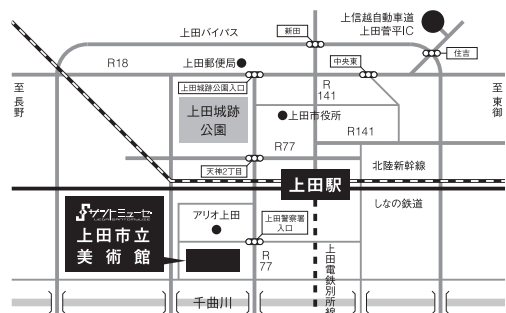 上信越自動車道
上田菅平IC
上田バイパス
新田
住吉
R18
上田郵便局
中央東
至 長野
上田城跡公園入口
R
141
至 東御
上田城跡
公園
上田市役所
R141
R77
天神2丁目
北陸新幹線
上田駅
しなの鉄道
サントミューゼ
上田市立
美術館
アリオ上田
上田警察署
入口
R
77
上田電鉄別所線
千曲川